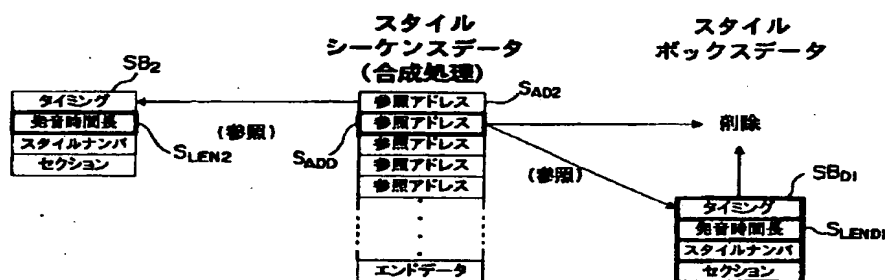 スタイル
シーケンスデータ
(合成処理)
スタイル
ボックスデータ
SB2
タイミング
発音時間長
スタイルナンバ
セクション
SLEN2
(参照)
SADD
参照アドレス
参照アドレス
参照アドレス
参照アドレス
参照アドレス
エンドデータ
SAD2
(参照)
削除
SBD1
タイミング
発音時間長
スタイルナンバ
セクション
SLEND1